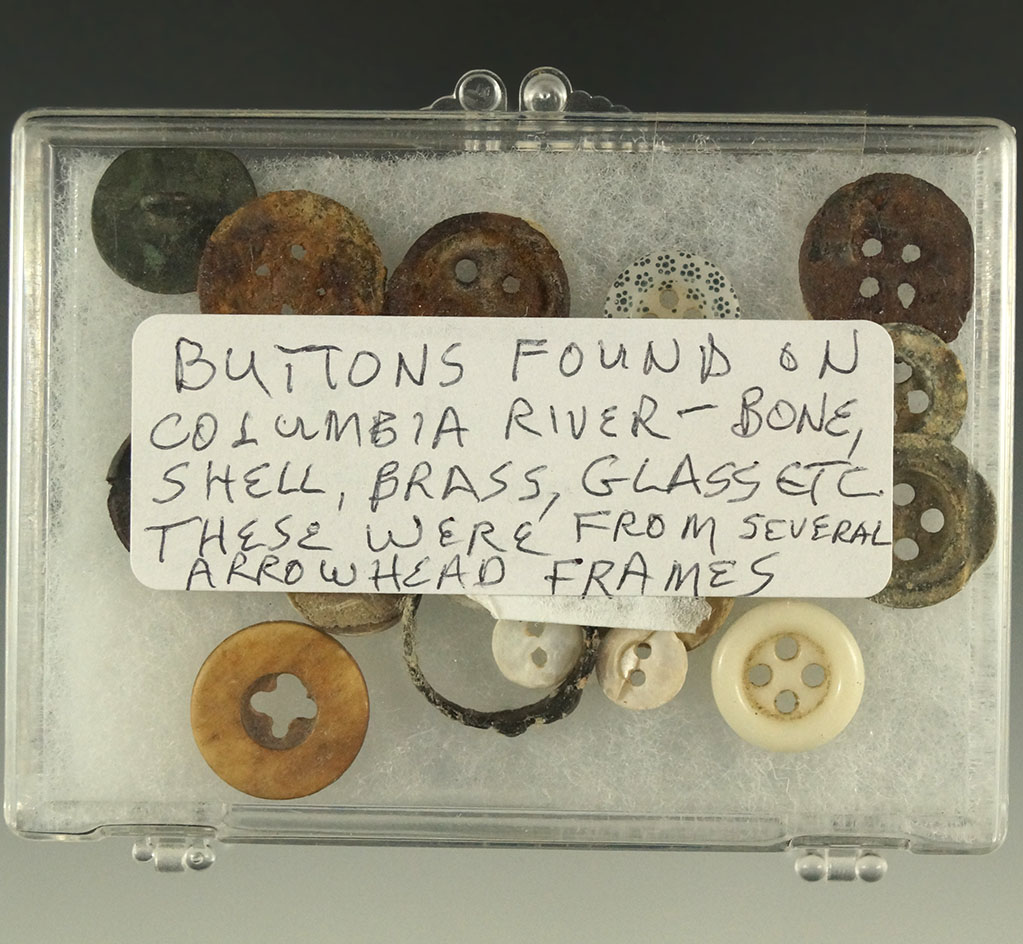 BUTTONS FOUND ON
COLUMBIA RIVER - BONE,
SHELL, BRASS, GLASS ETC.
THESE WERE FROM SEVERAL
ARROWHEAD FRAMES